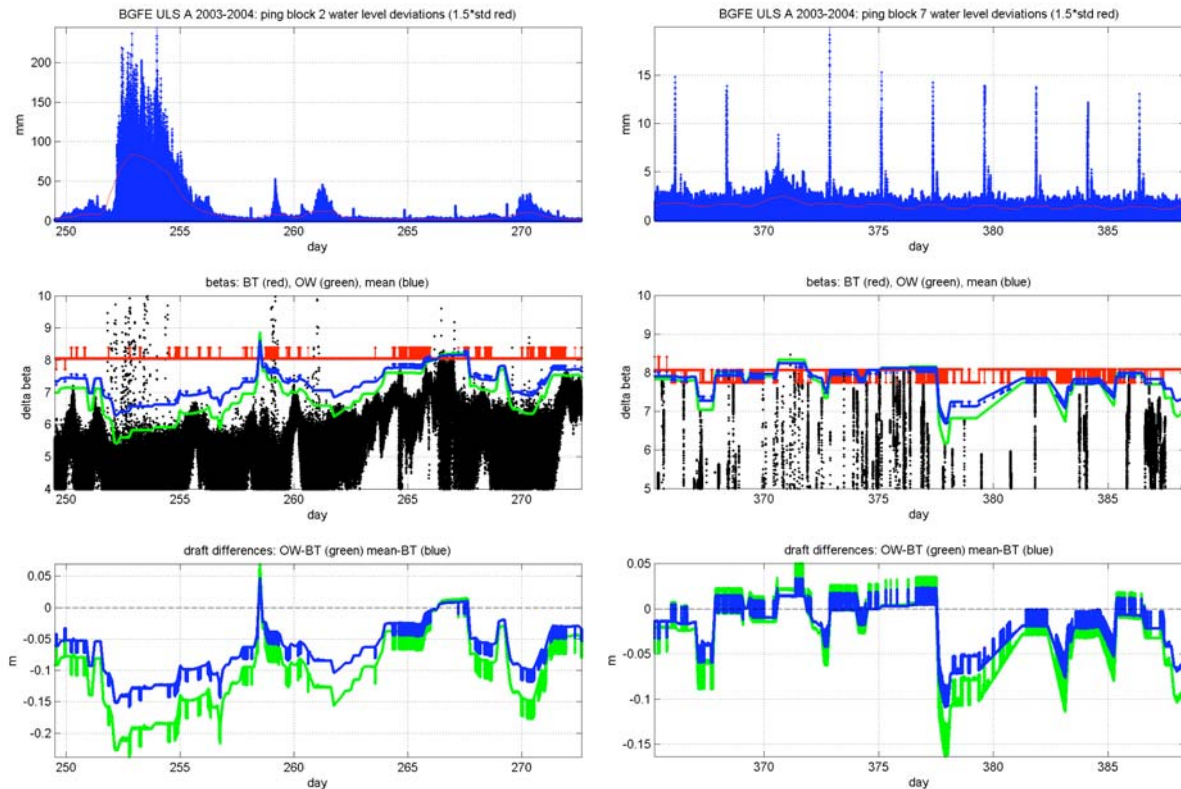 BGFE ULS A 2003-2004: ping block 2 water level deviations (1.5*std red)
200
150
100
50
0
mm
250 255 260 265 270
day
betas: BT (red), OW (green), mean (blue)
10
9
8
7
6
5
4
delta beta
250 255 260 265 270
day
draft differences: OW-BT (green) mean-BT (blue)
0.05
0
-0.05
-0.1
-0.15
-0.2
m
250 255 260 265 270
day
BGFE ULS A 2003-2004: ping block 7 water level deviations (1.5*std red)
15
10
5
0
mm
370 375 380 385
day
betas: BT (red), OW (green), mean (blue)
10
9
8
7
6
5
delta beta
370 375 380 385
day
draft differences: OW-BT (green) mean-BT (blue)
0.05
0
-0.05
-0.1
-0.15
m
370 375 380 385
day